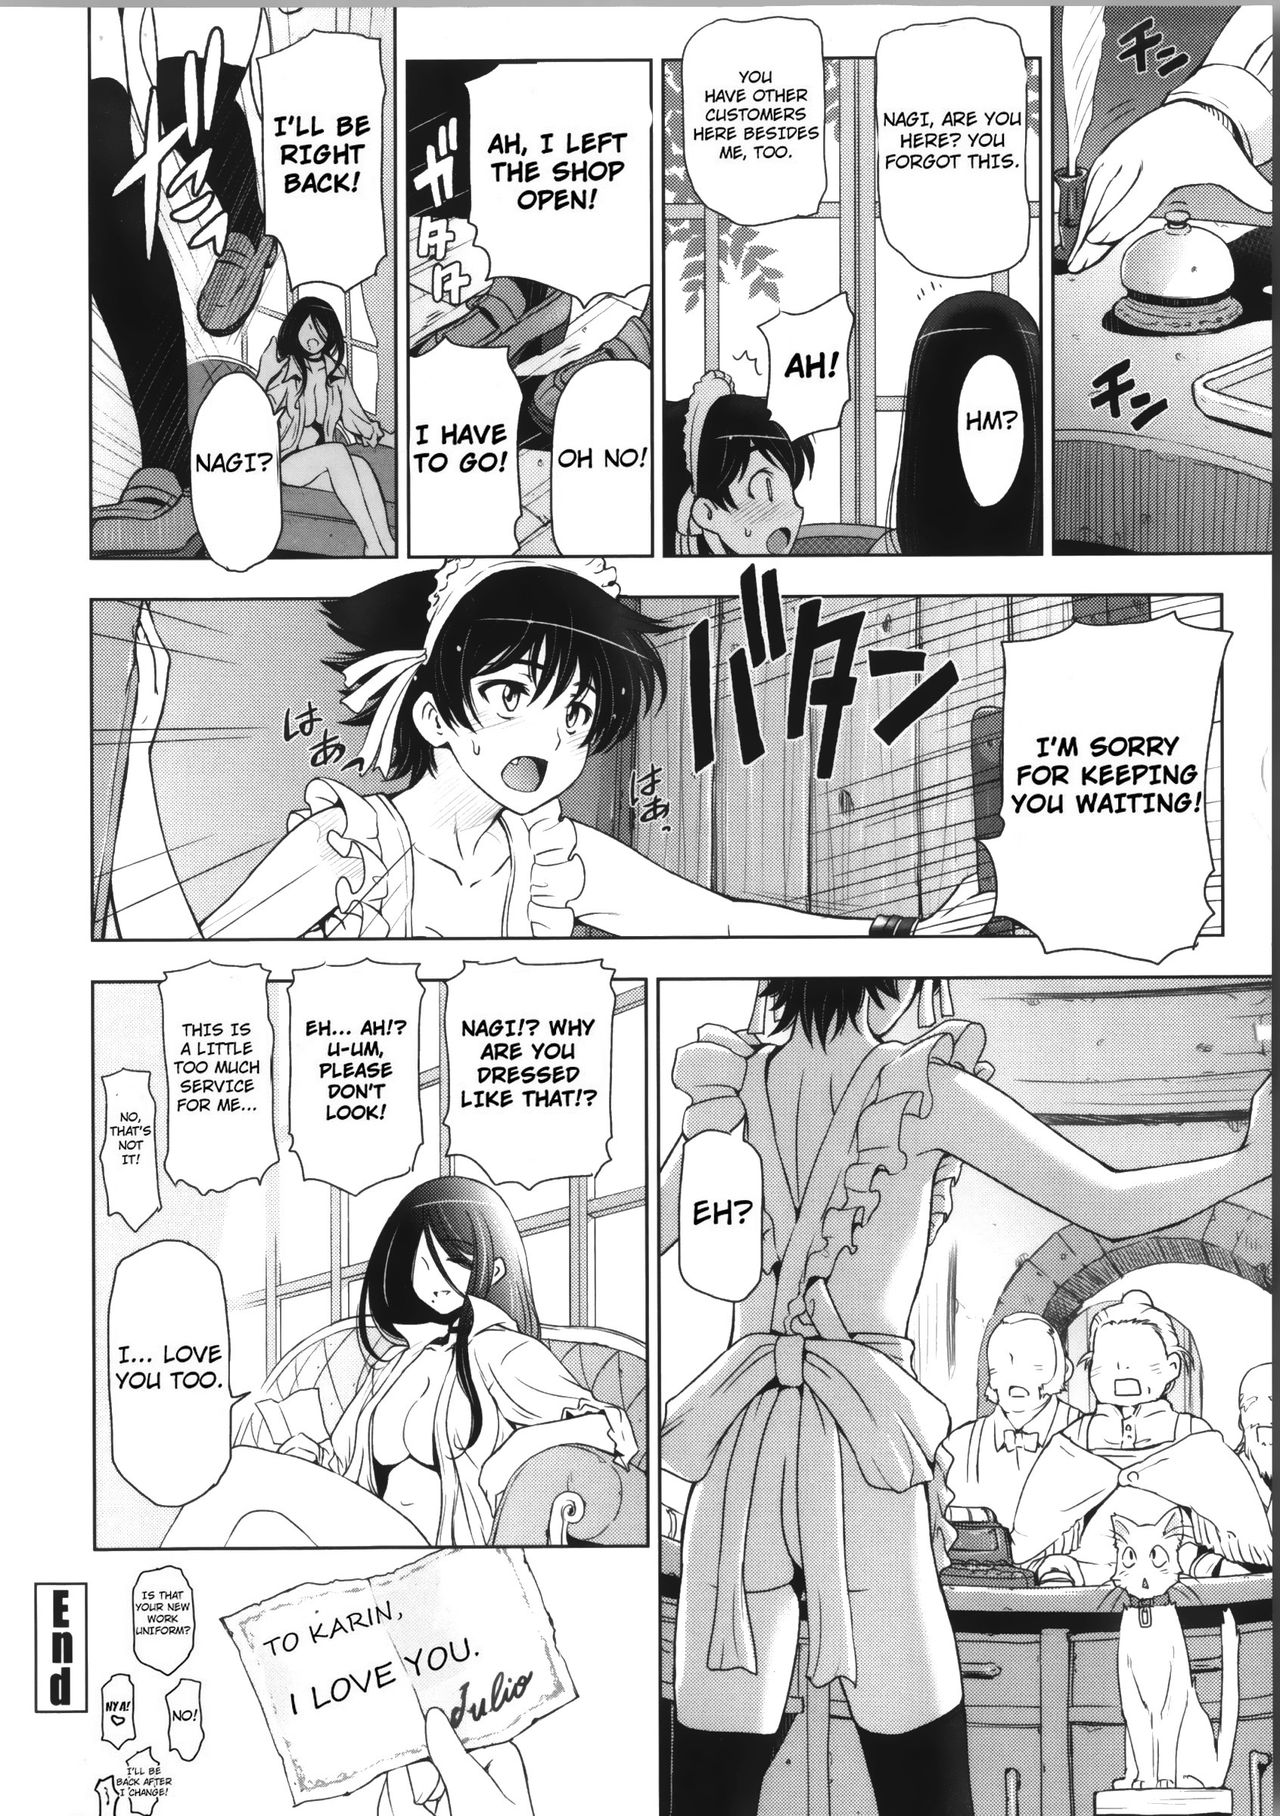 チン
チン
NAGI, ARE YOU
HERE? YOU
FORGOT THIS.
YOU
HAVE OTHER
CUSTOMERS
HERE BESIDES
ME, TOO.
HM?
AH!
AH, I LEFT
THE SHOP
OPEN!
ガ
タ
タ
タ
OH NO!
I HAVE
TO GO!
I'LL BE
RIGHT
BACK!
NAGI?
I'M SORRY
FOR KEEPING
YOU WAITING!
バタン
はぁっ
はぁっ
EH?
NAGI!? WHY
ARE YOU
DRESSED
LIKE THAT!?
EH... AH!?
U-UM,
PLEASE
DON'T
LOOK!
THIS IS
A LITTLE
TOO MUCH
SERVICE
FOR ME...
NO,
THAT'S
NOT
IT!
I... LOVE
YOU TOO.
TO KARIN,
I LOVE YOU.
Julio
IS THAT
YOUR NEW
WORK
UNIFORM?
NO!
NYA!
♡
I'LL BE
BACK AFTER
I CHANGE!
End